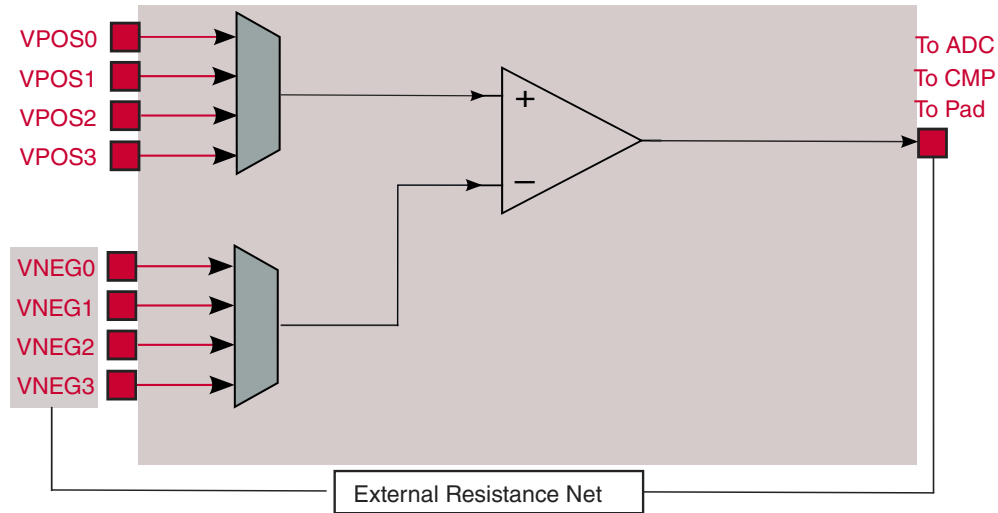 VPOS0
VPOS1
VPOS2
VPOS3
To ADC
To CMP
To Pad
+
−
VNEG0
VNEG1
VNEG2
VNEG3
External Resistance Net